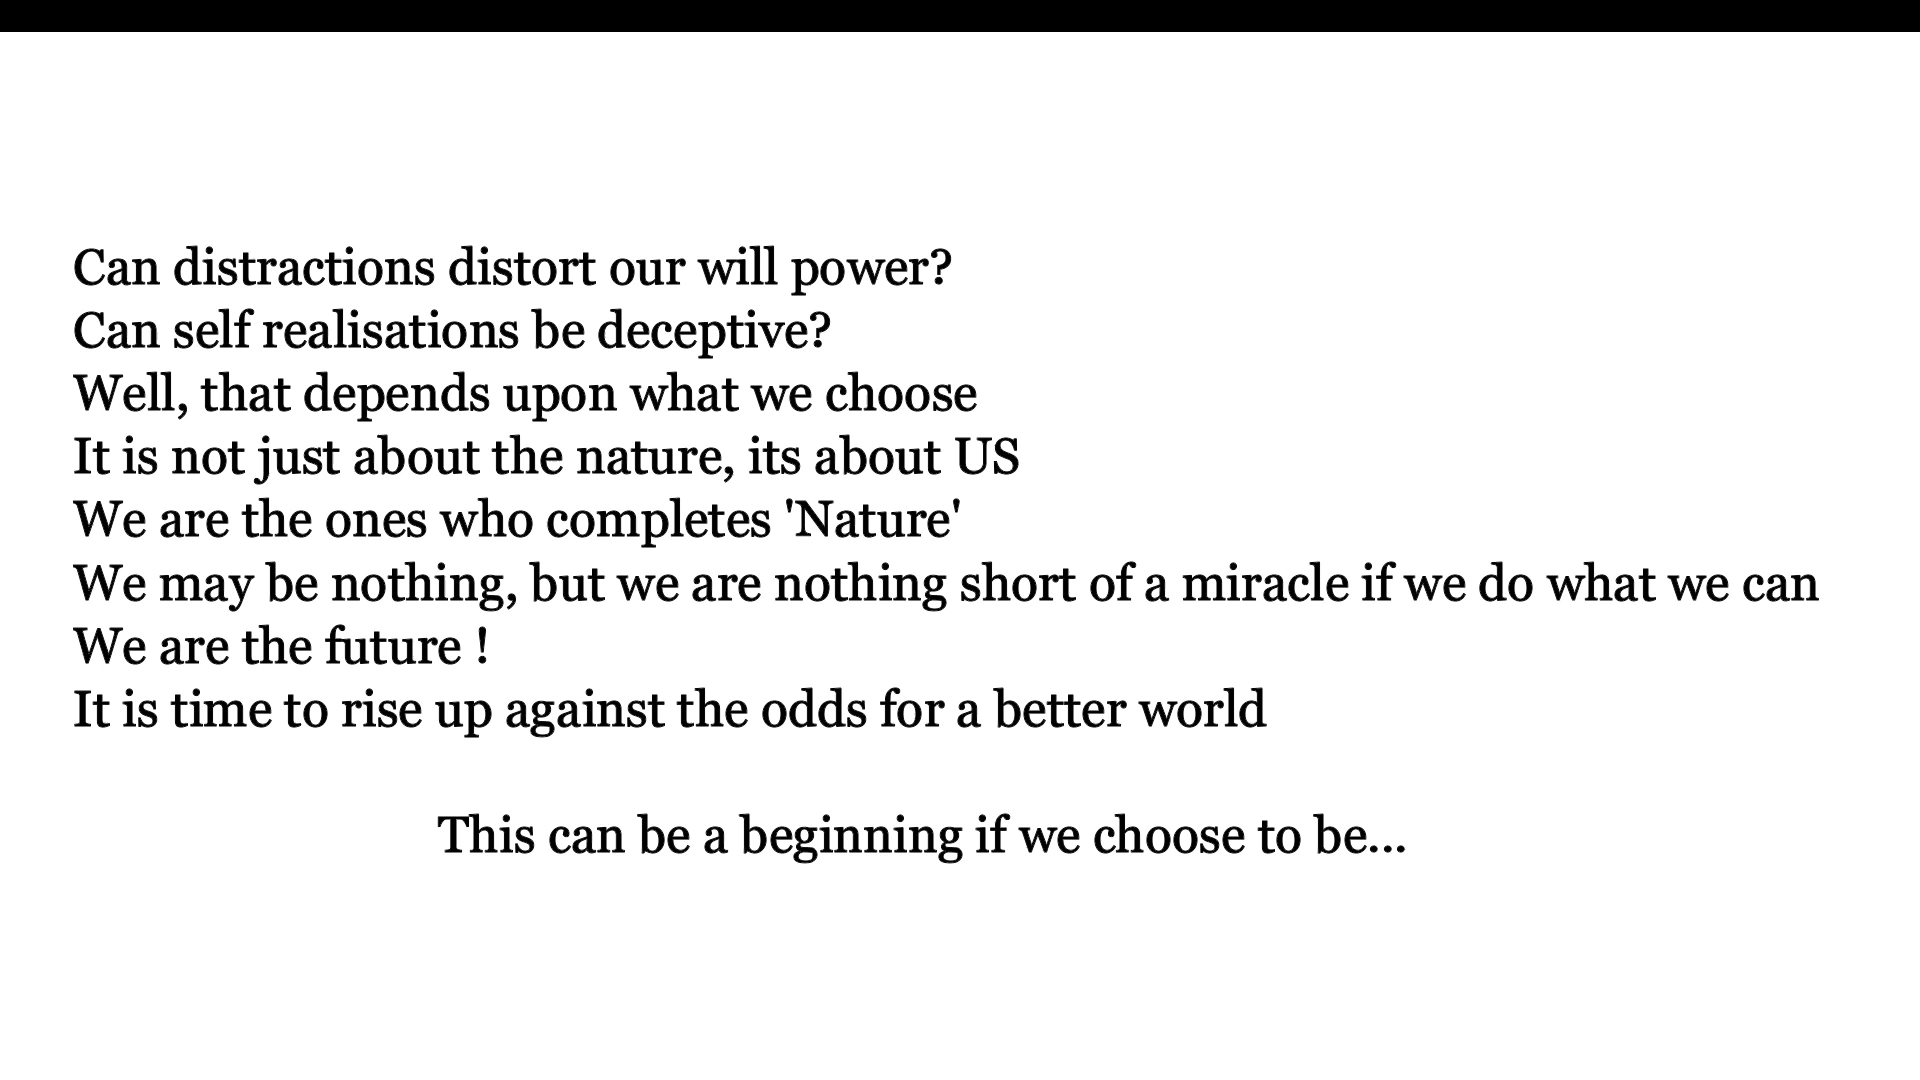 Can distractions distort our will power?
Can self realisations be deceptive?
Well, that depends upon what we choose
It is not just about the nature, its about US
We are the ones who completes 'Nature'
We may be nothing, but we are nothing short of a miracle if we do what we can
We are the future !
It is time to rise up against the odds for a better world
This can be a beginning if we choose to be...